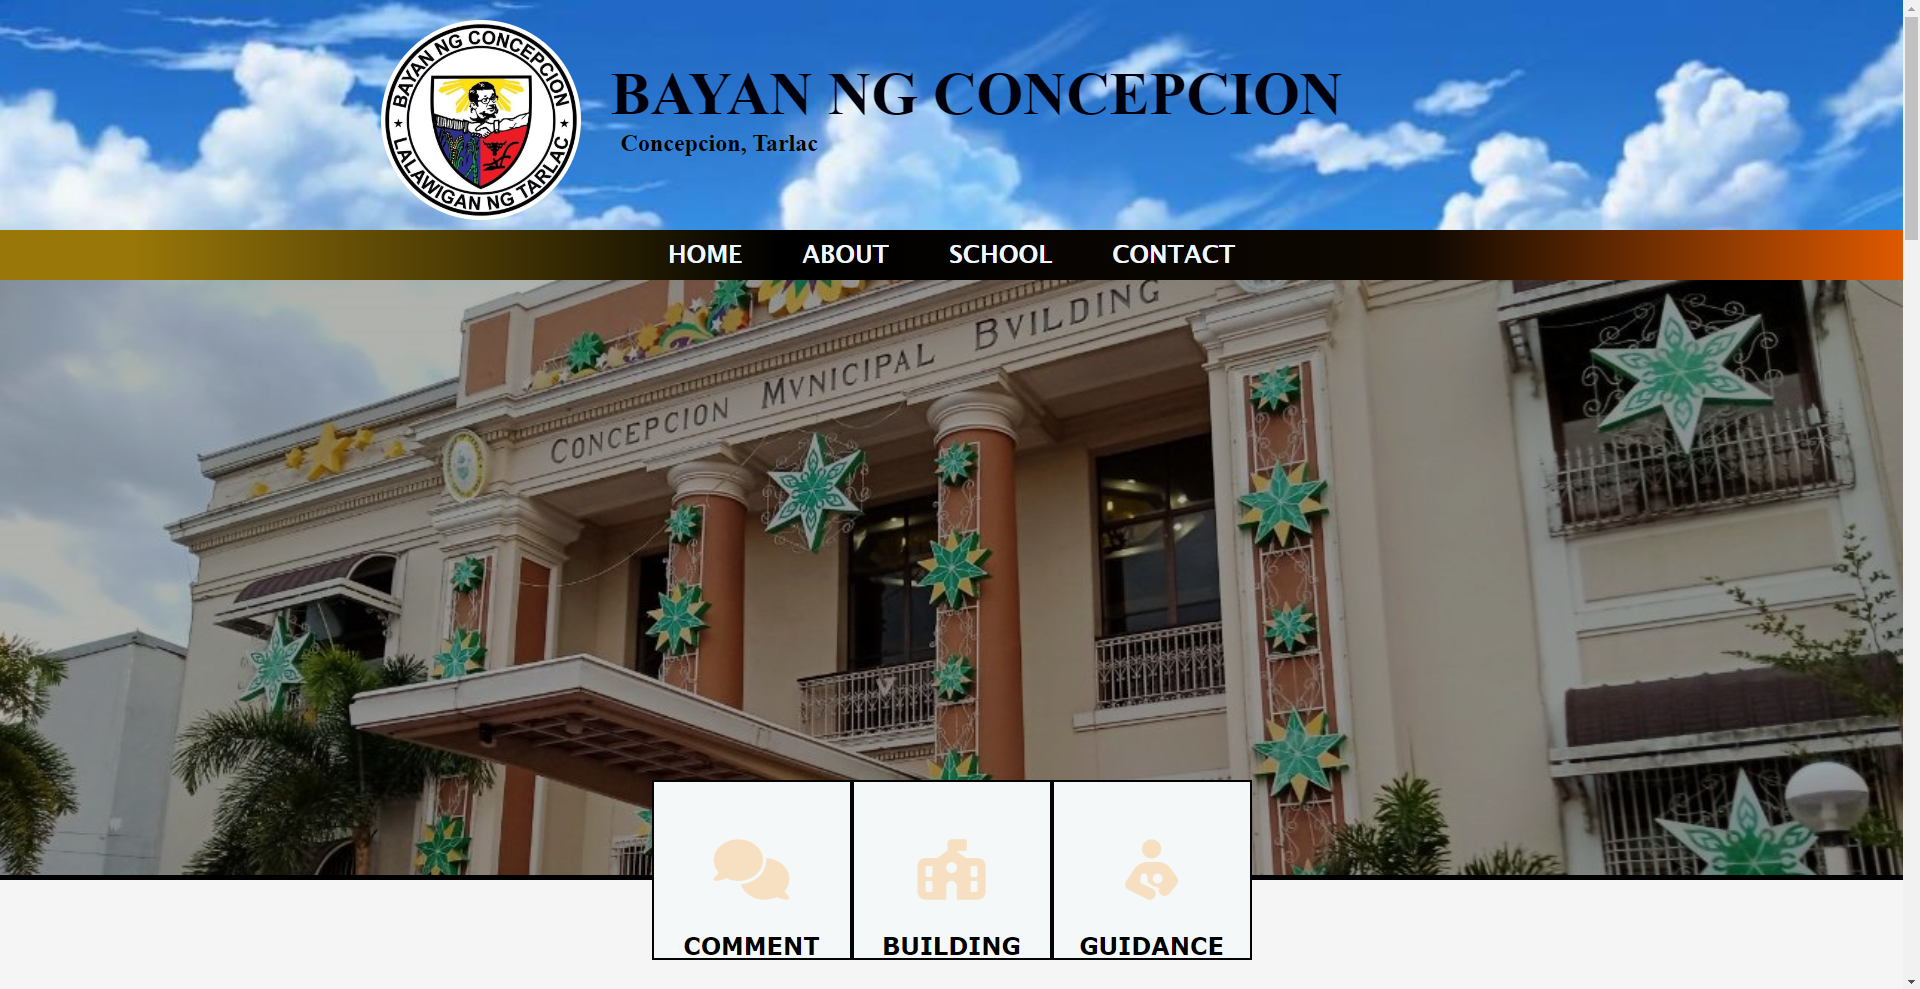 BAYAN NG CONCEPCION
LALAWIGAN NG TARLAC
BAYAN NG CONCEPCION
Concepcion, Tarlac
HOME ABOUT SCHOOL CONTACT
CONCEPCION MVNICIPAL BVILDING
COMMENT BUILDING GUIDANCE